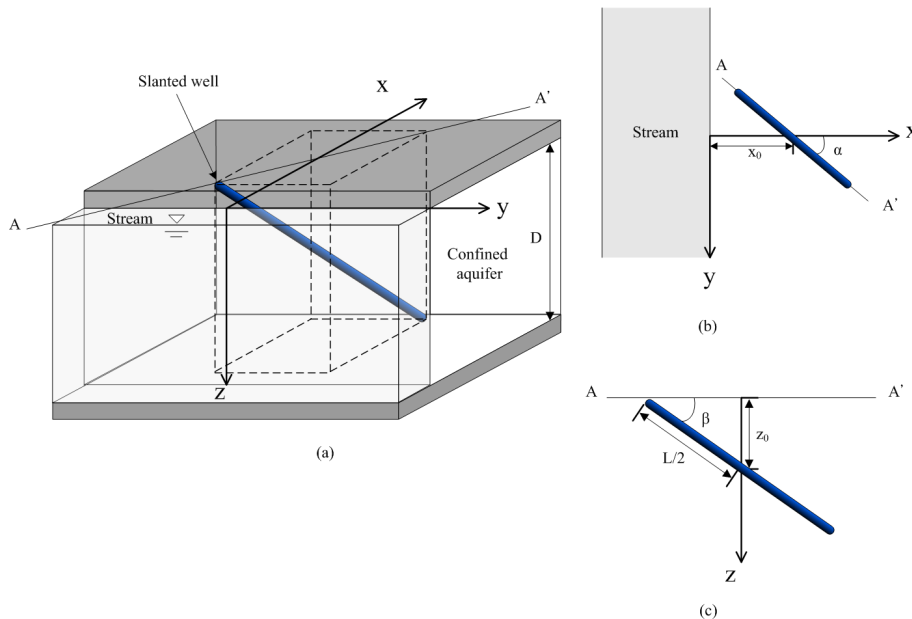 Slanted well
x
A'
A
Stream
y
Confined
aquifer
D
z
(a)
A
Stream
x
x0
α
A'
y
(b)
A
A'
β
z0
L/2
z
(c)